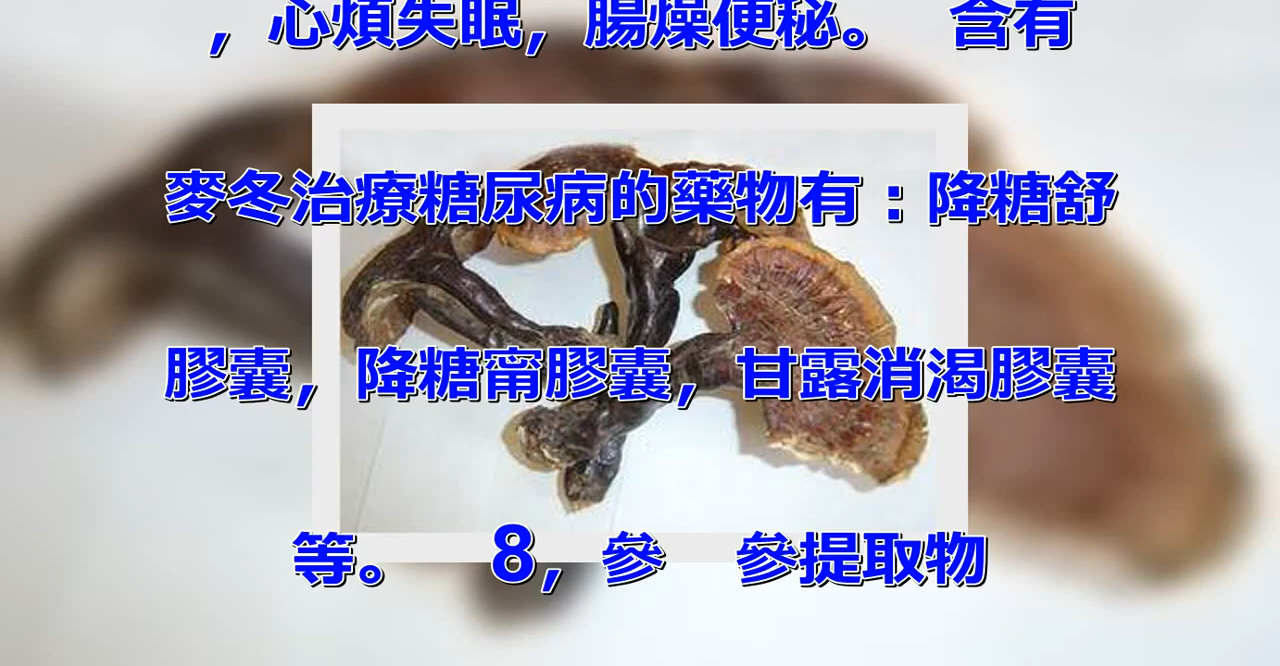 ，心煩失眠，腸燥便秘。 含有
麥冬治療糖尿病的藥物有：降糖舒
膠囊，降糖甯膠囊，甘露消渴膠囊
等。 8，參 參提取物